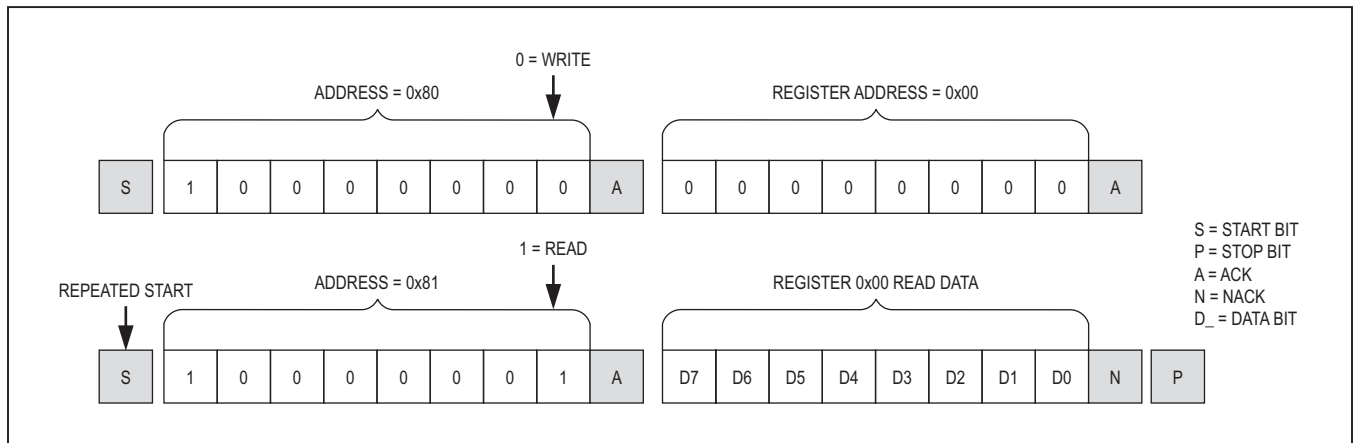 0 = WRITE
ADDRESS = 0x80
REGISTER ADDRESS = 0x00
S 1 0 0 0 0 0 0 0 A 0 0 0 0 0 0 0 0 A
S = START BIT
P = STOP BIT
A = ACK
N = NACK
D_ = DATA BIT
1 = READ
REPEATED START
ADDRESS = 0x81
REGISTER 0x00 READ DATA
S 1 0 0 0 0 0 0 1 A D7 D6 D5 D4 D3 D2 D1 D0 N P